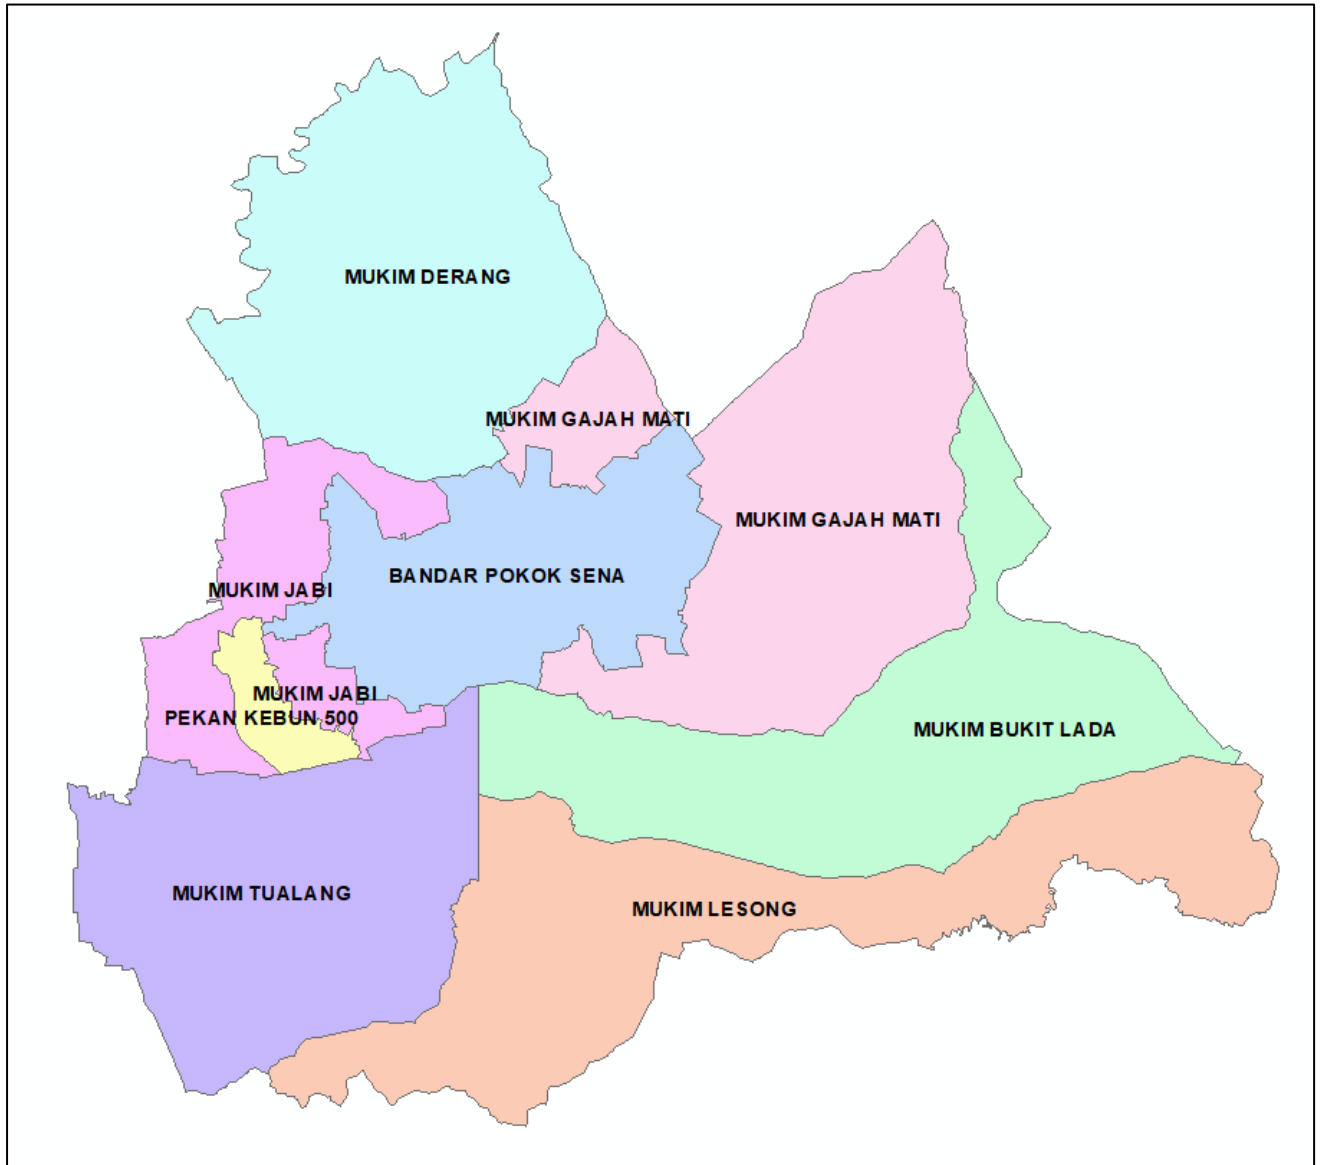 MUKIM DERANG
MUKIM GAJAH MATI
MUKIM GAJAH MATI
BANDAR POKOK SENA
MUKIM JABI
MUKIM JABI
PEKAN KEBUN 500
MUKIM BUKIT LADA
MUKIM TUALANG
MUKIM LESONG